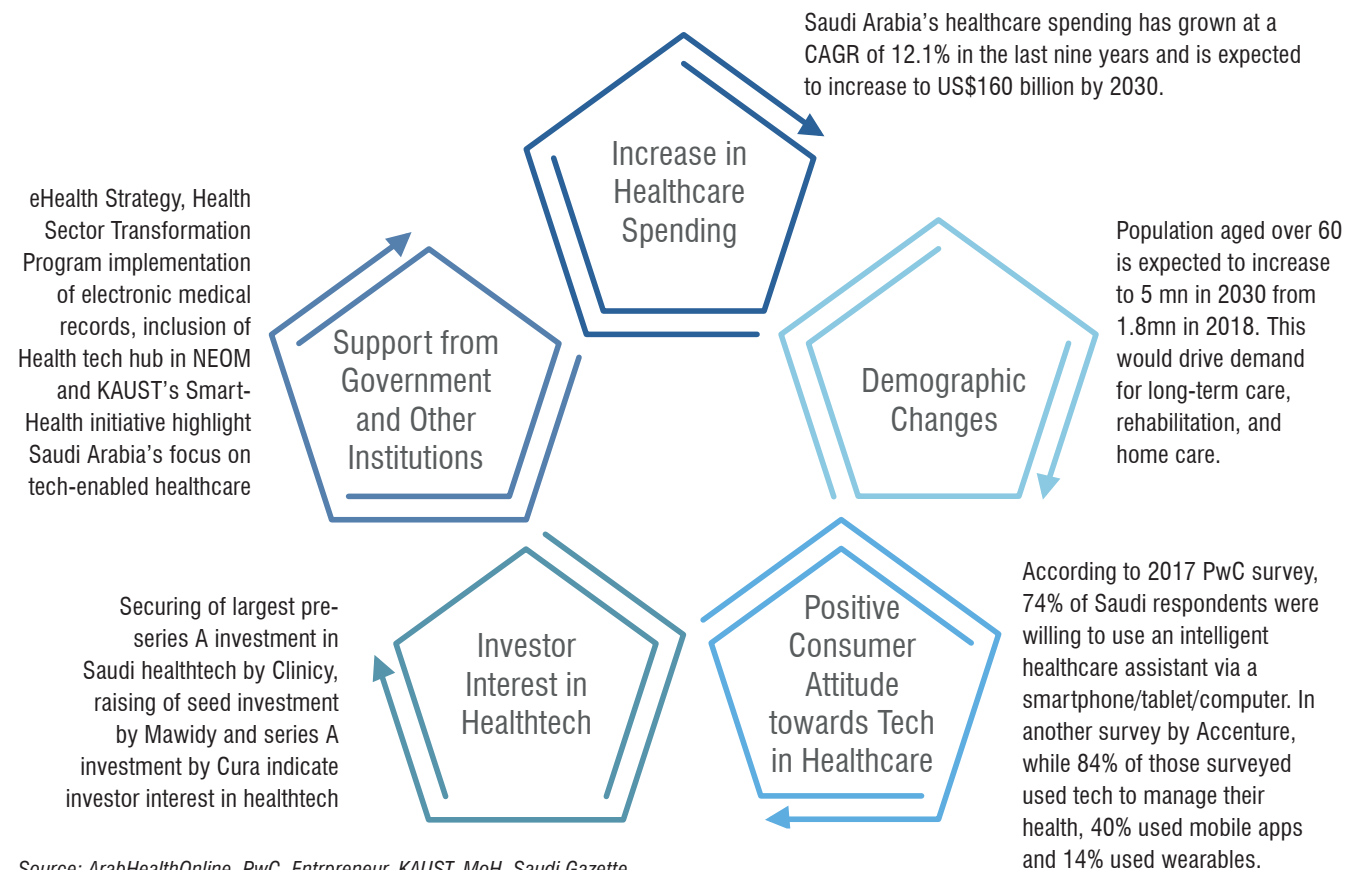 Saudi Arabia’s healthcare spending has grown at a
CAGR of 12.1% in the last nine years and is expected
to increase to US$160 billion by 2030.
Increase in
Healthcare
Spending
Population aged over 60
is expected to increase
to 5 mn in 2030 from
1.8mn in 2018. This
would drive demand
for long-term care,
rehabilitation, and
home care.
Demographic
Changes
According to 2017 PwC survey,
74% of Saudi respondents were
willing to use an intelligent
healthcare assistant via a
smartphone/tablet/computer. In
another survey by Accenture,
while 84% of those surveyed
used tech to manage their
health, 40% used mobile apps
and 14% used wearables.
Positive
Consumer
Attitude
towards Tech
in Healthcare
Securing of largest pre-
series A investment in
Saudi healthtech by Clinicy,
raising of seed investment
by Mawidy and series A
investment by Cura indicate
investor interest in healthtech
Investor
Interest in
Healthtech
eHealth Strategy, Health
Sector Transformation
Program implementation
of electronic medical
records, inclusion of
Health tech hub in NEOM
and KAUST’s Smart-
Health initiative highlight
Saudi Arabia’s focus on
tech-enabled healthcare
Support from
Government
and Other
Institutions
Source: ArabHealthOnline, PwC, Entrpreneur, KAUST, MoH, Saudi Gazette